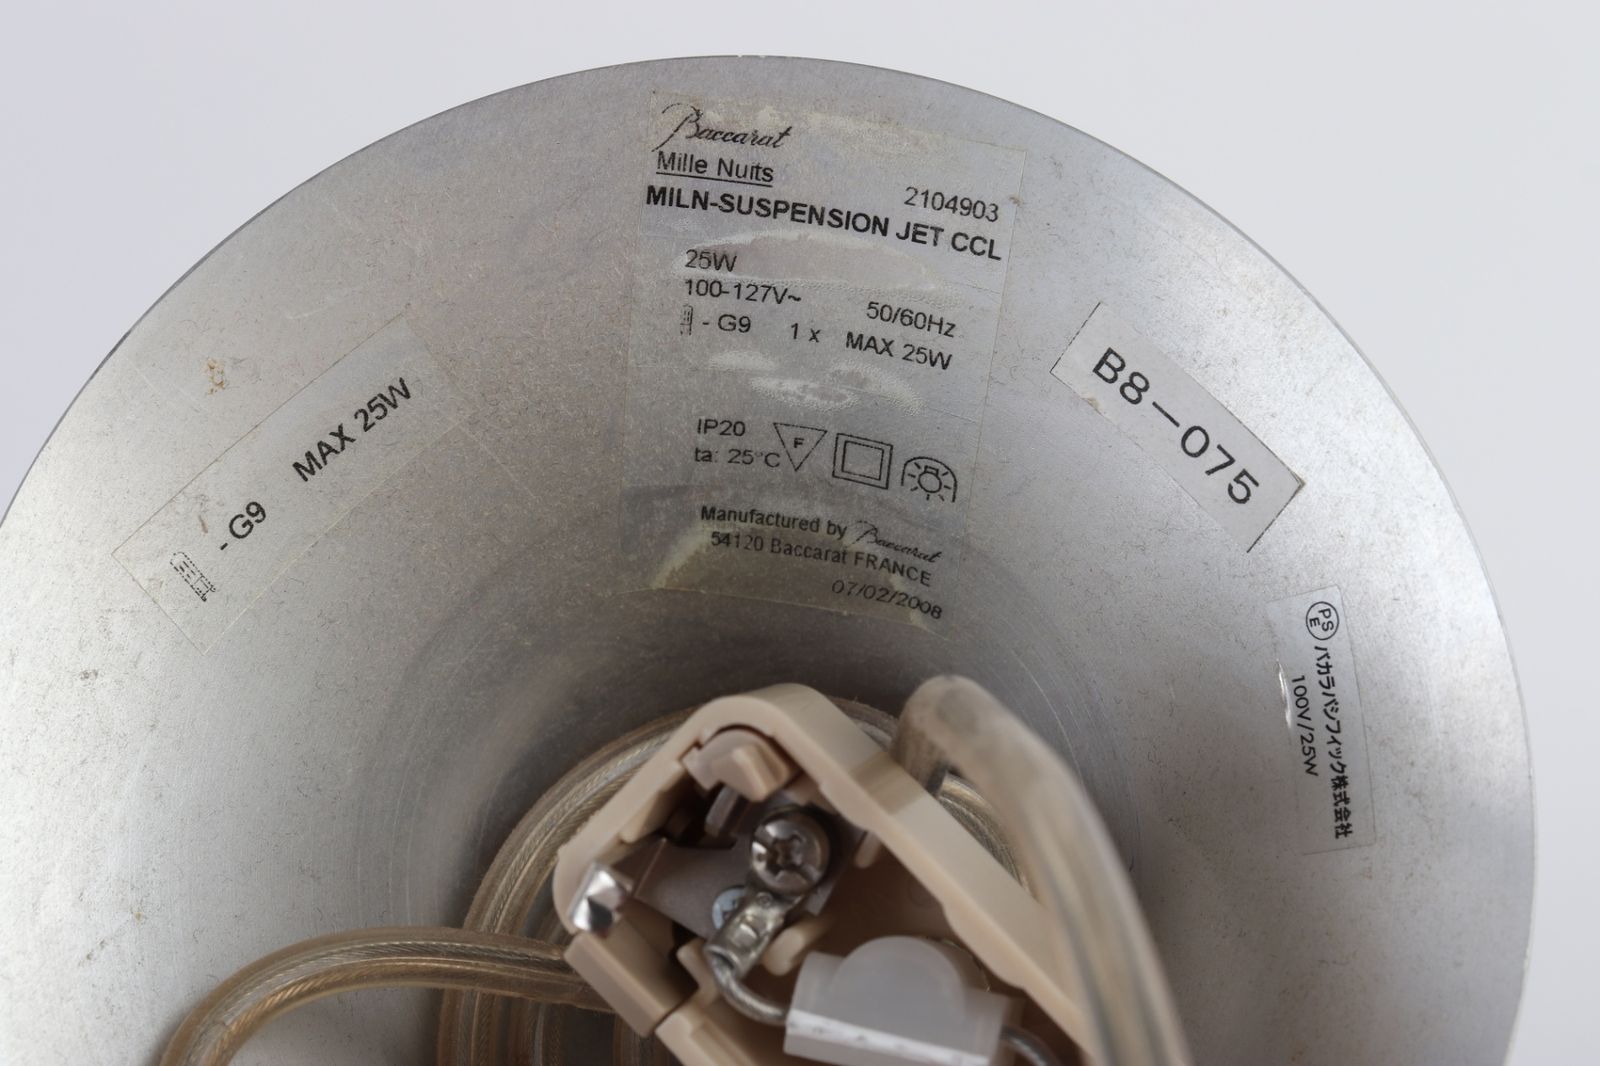 Baccarat
Mille Nuits
2104903
MILN-SUSPENSION JET CCL
25W
100-127V~ 50/60Hz
- G9 1 x MAX 25W
IP20
ta: 25°C
F
Manufactured by Baccarat
54120 Baccarat FRANCE
07/02/2008
- G9 MAX 25W
B8-075
PSE
バカラパシフィック株式会社
100V/25W